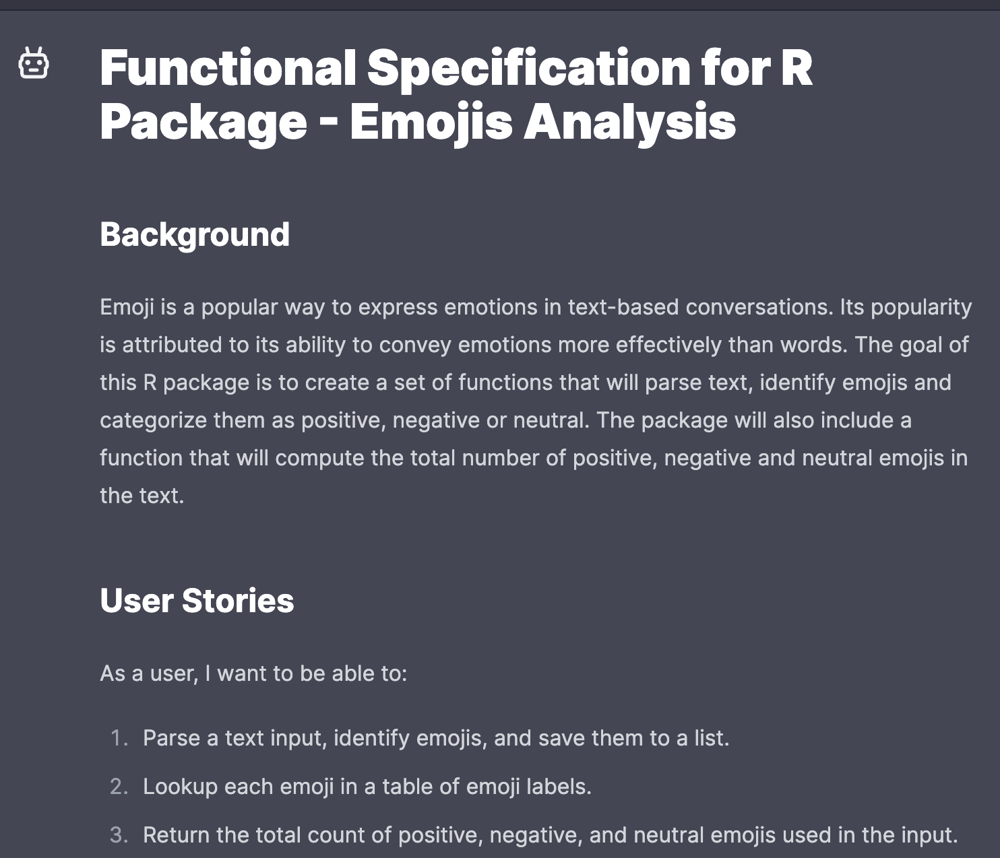 Functional Specification for R
Package - Emojis Analysis
Background
Emoji is a popular way to express emotions in text-based conversations. Its popularity
is attributed to its ability to convey emotions more effectively than words. The goal of
this R package is to create a set of functions that will parse text, identify emojis and
categorize them as positive, negative or neutral. The package will also include a
function that will compute the total number of positive, negative and neutral emojis in
the text.
User Stories
As a user, I want to be able to:
1. Parse a text input, identify emojis, and save them to a list.
2. Lookup each emoji in a table of emoji labels.
3. Return the total count of positive, negative, and neutral emojis used in the input.